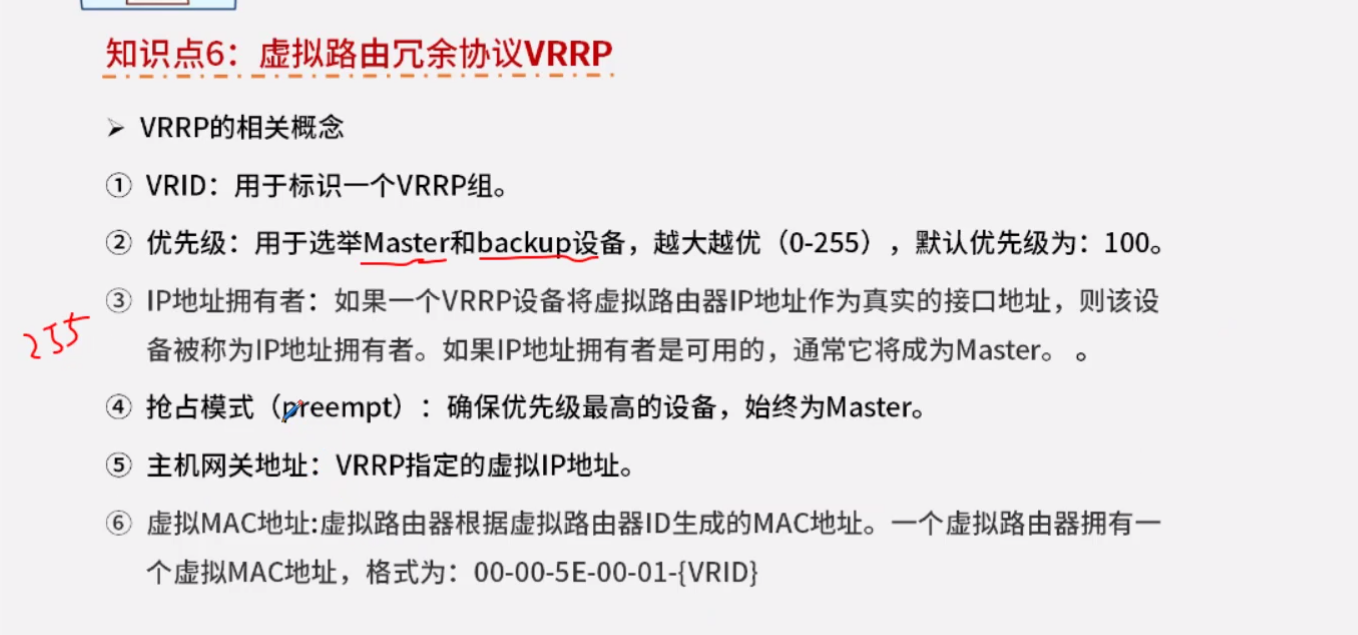 知识点6：虚拟路由冗余协议VRRP
➢ VRRP的相关概念
① VRID：用于标识一个VRRP组。
② 优先级：用于选举Master和backup设备，越大越优（0-255），默认优先级为：100。
③ IP地址拥有者：如果一个VRRP设备将虚拟路由器IP地址作为真实的接口地址，则该设
255
备被称为IP地址拥有者。如果IP地址拥有者是可用的，通常它将成为Master。 。
④ 抢占模式（preempt）：确保优先级最高的设备，始终为Master。
⑤ 主机网关地址：VRRP指定的虚拟IP地址。
⑥ 虚拟MAC地址:虚拟路由器根据虚拟路由器ID生成的MAC地址。一个虚拟路由器拥有一
个虚拟MAC地址，格式为：00-00-5E-00-01-{VRID}